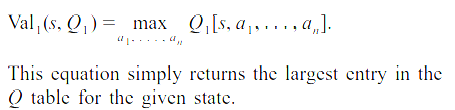 Val₁(s, Q₁) = max Q₁[s, a₁, . . . , aₙ].
a₁, . . . , aₙ
This equation simply returns the largest entry in the
Q table for the given state.